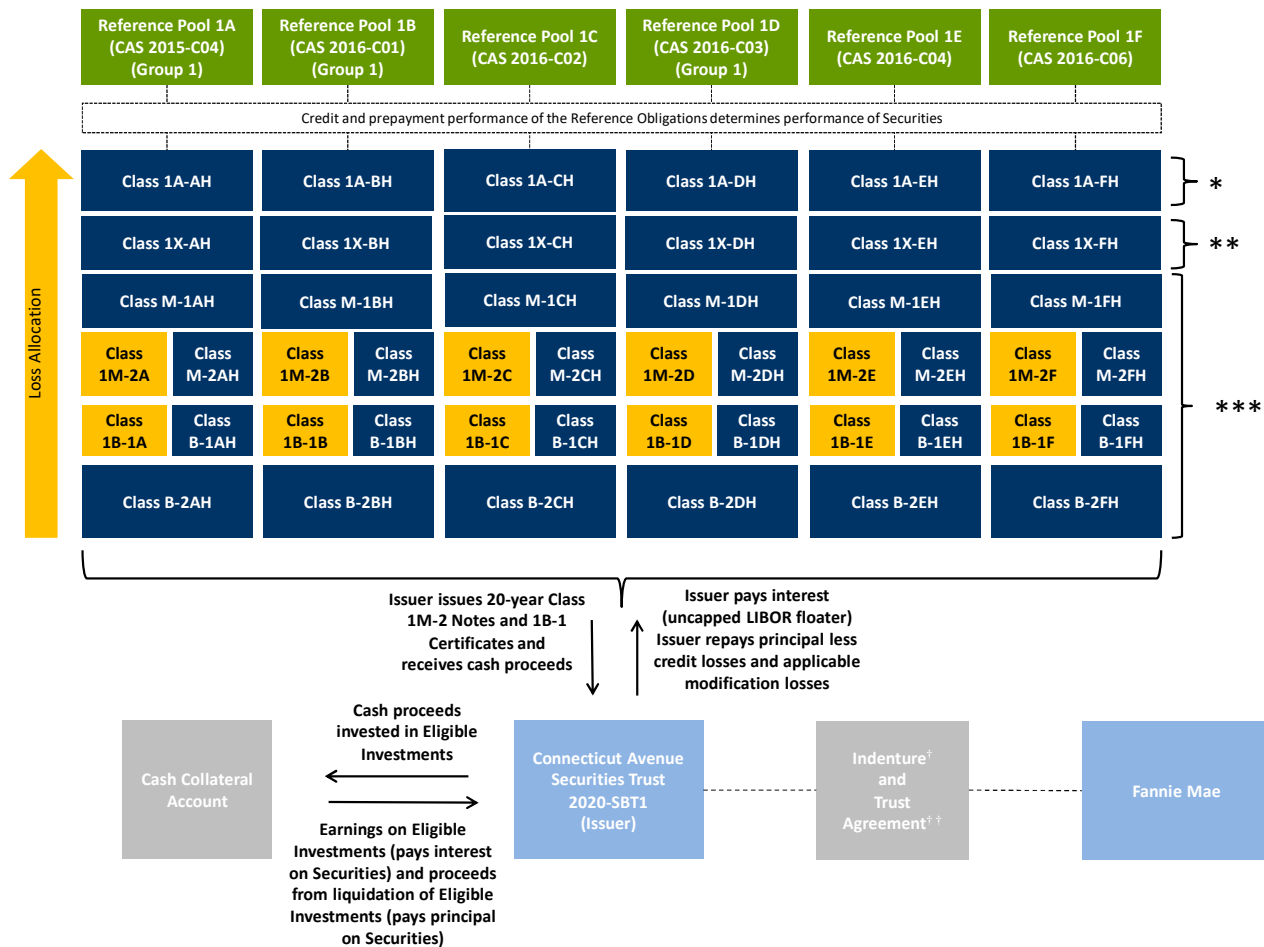 Reference Pool 1A
(CAS 2015-C04)
(Group 1)
Reference Pool 1B
(CAS 2016-C01)
(Group 1)
Reference Pool 1C
(CAS 2016-C02)
Reference Pool 1D
(CAS 2016-C03)
(Group 1)
Reference Pool 1E
(CAS 2016-C04)
Reference Pool 1F
(CAS 2016-C06)
Credit and prepayment performance of the Reference Obligations determines performance of Securities
Loss Allocation
Class 1A-AH
Class 1A-BH
Class 1A-CH
Class 1A-DH
Class 1A-EH
Class 1A-FH
*
Class 1X-AH
Class 1X-BH
Class 1X-CH
Class 1X-DH
Class 1X-EH
Class 1X-FH
**
Class M-1AH
Class M-1BH
Class M-1CH
Class M-1DH
Class M-1EH
Class M-1FH
Class
1M-2A
Class
M-2AH
Class
1M-2B
Class
M-2BH
Class
1M-2C
Class
M-2CH
Class
1M-2D
Class
M-2DH
Class
1M-2E
Class
M-2EH
Class
1M-2F
Class
M-2FH
***
Class
1B-1A
Class
B-1AH
Class
1B-1B
Class
B-1BH
Class
1B-1C
Class
B-1CH
Class
1B-1D
Class
B-1DH
Class
1B-1E
Class
B-1EH
Class
1B-1F
Class
B-1FH
Class B-2AH
Class B-2BH
Class B-2CH
Class B-2DH
Class B-2EH
Class B-2FH
Issuer issues 20-year Class
1M-2 Notes and 1B-1
Certificates and
receives cash proceeds
Issuer pays interest
(uncapped LIBOR floater)
Issuer repays principal less
credit losses and applicable
modification losses
Cash proceeds
invested in Eligible
Investments
Cash Collateral
Account
Connecticut Avenue
Securities Trust
2020-SBT1
(Issuer)
Indenture†
and
Trust
Agreement† †
Fannie Mae
Earnings on Eligible
Investments (pays interest
on Securities) and proceeds
from liquidation of Eligible
Investments (pays principal
on Securities)